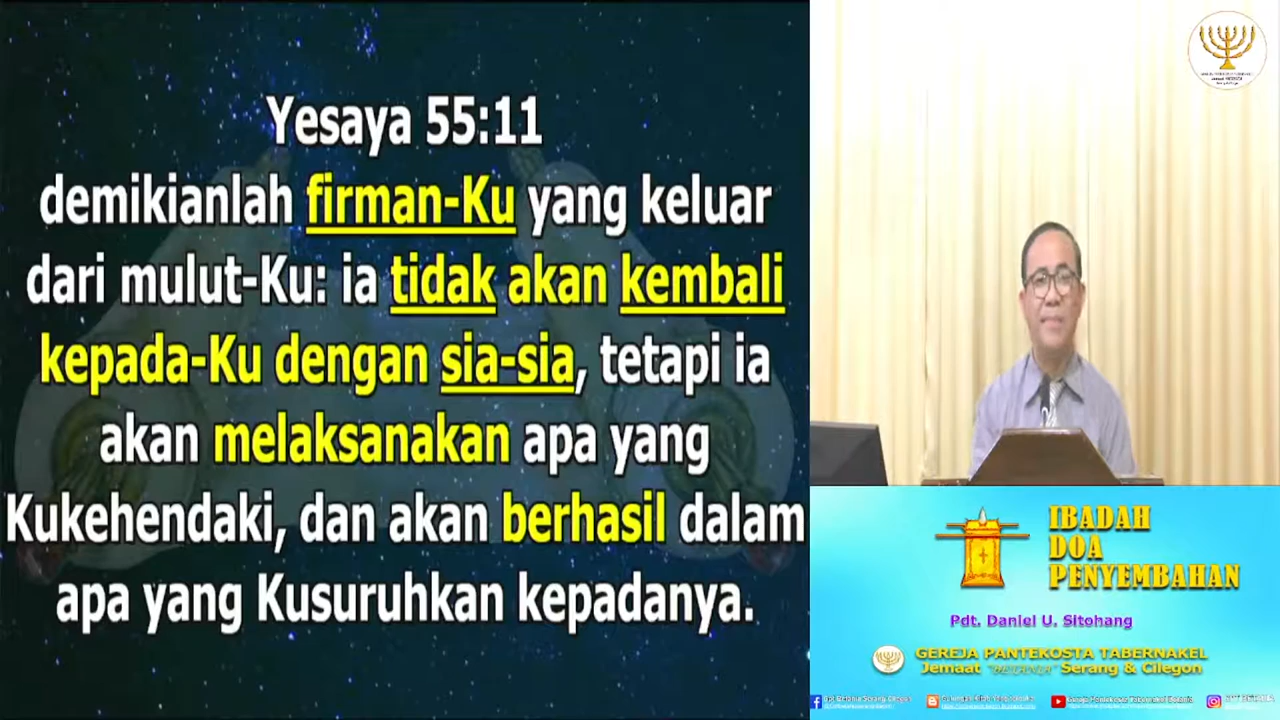 Yesaya 55:11
demikianlah firman-Ku yang keluar
dari mulut-Ku: ia tidak akan kembali
kepada-Ku dengan sia-sia, tetapi ia
akan melaksanakan apa yang
Kukehendaki, dan akan berhasil dalam
apa yang Kusuruhkan kepadanya.
IBADAH
DOA
PENYEMBAHAN
Pdt. Daniel U. Sitohang
GEREJA PANTEKOSTA TABERNAKEL
Jemaat "BETANIA" Serang & Cilegon